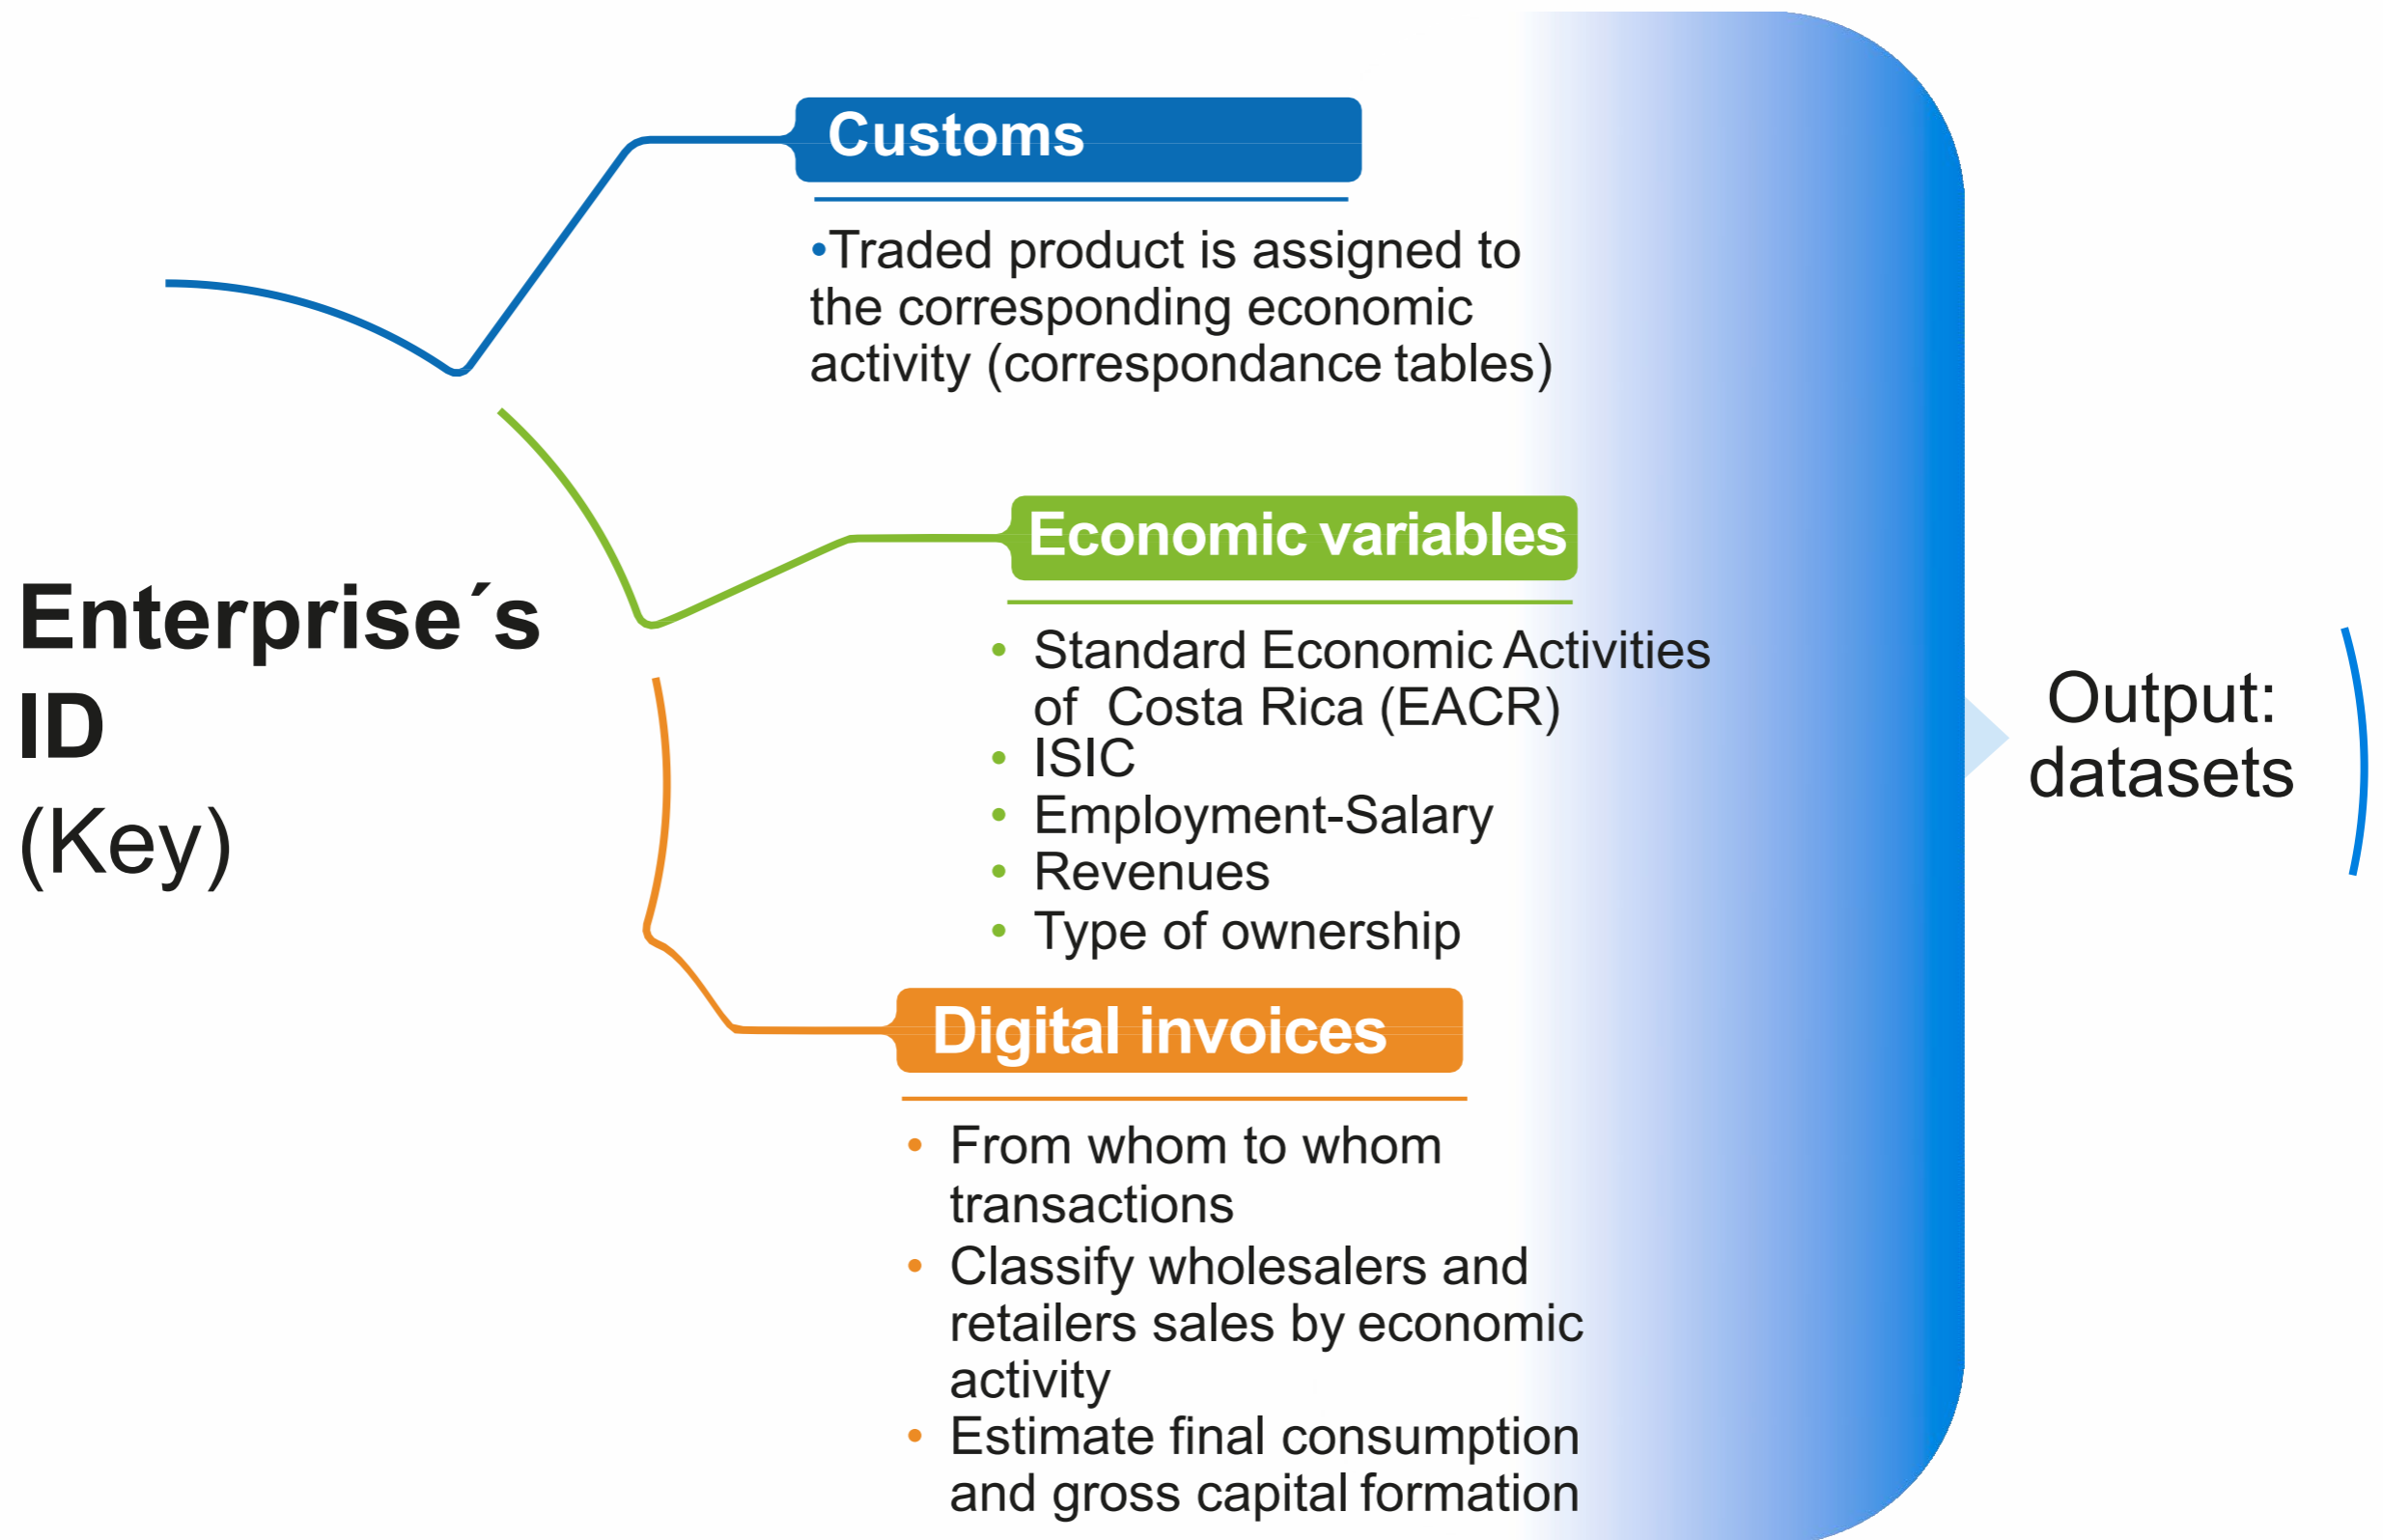 Customs
•Traded product is assigned to
the corresponding economic
activity (correspondance tables)
Enterprise´s
ID
(Key)
Economic variables
• Standard Economic Activities
of Costa Rica (EACR)
• ISIC
• Employment-Salary
• Revenues
• Type of ownership
Digital invoices
• From whom to whom
transactions
• Classify wholesalers and
retailers sales by economic
activity
• Estimate final consumption
and gross capital formation
Output:
datasets